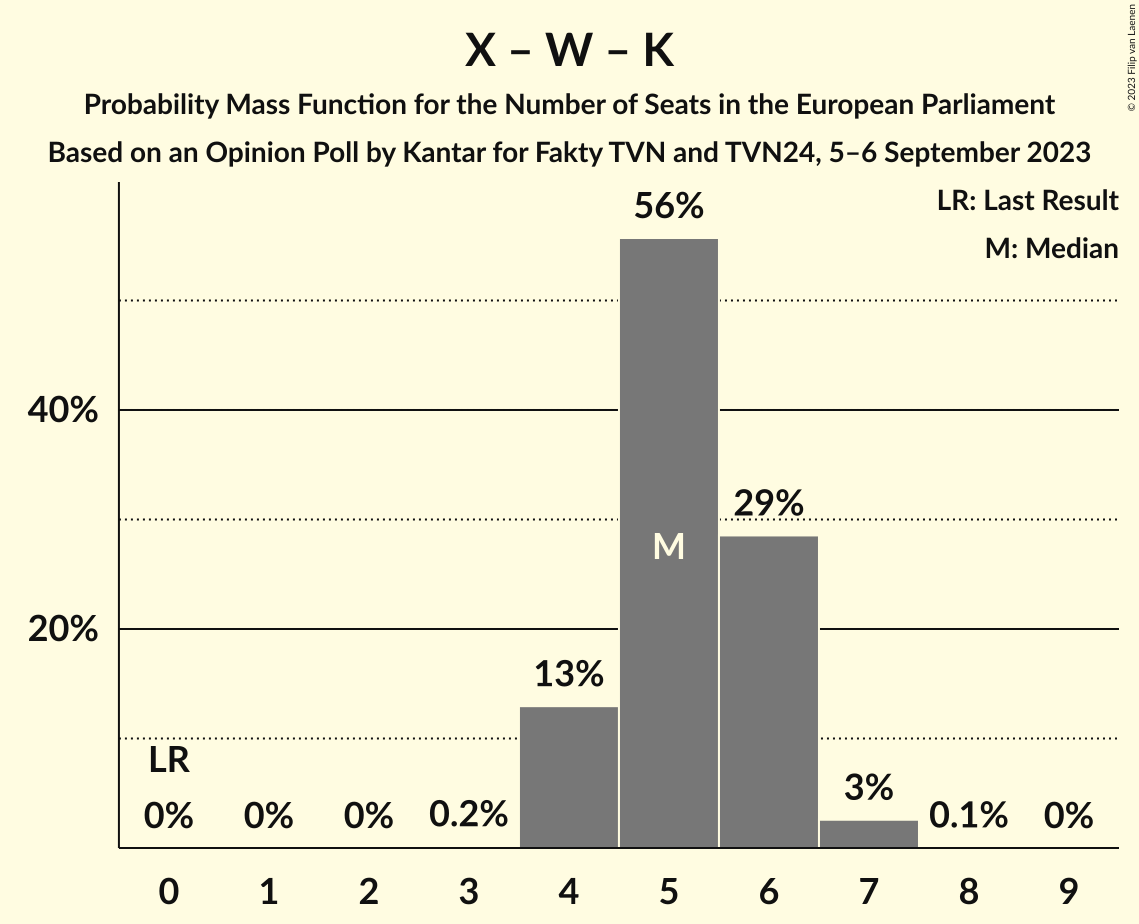 X – W – K
Probability Mass Function for the Number of Seats in the European Parliament
Based on an Opinion Poll by Kantar for Fakty TVN and TVN24, 5–6 September 2023
© 2023 Filip van Laenen
LR: Last Result
M: Median
56%
40%
29%
M
20%
13%
LR
3%
0% 0% 0% 0.2% 0.1% 0%
0 1 2 3 4 5 6 7 8 9